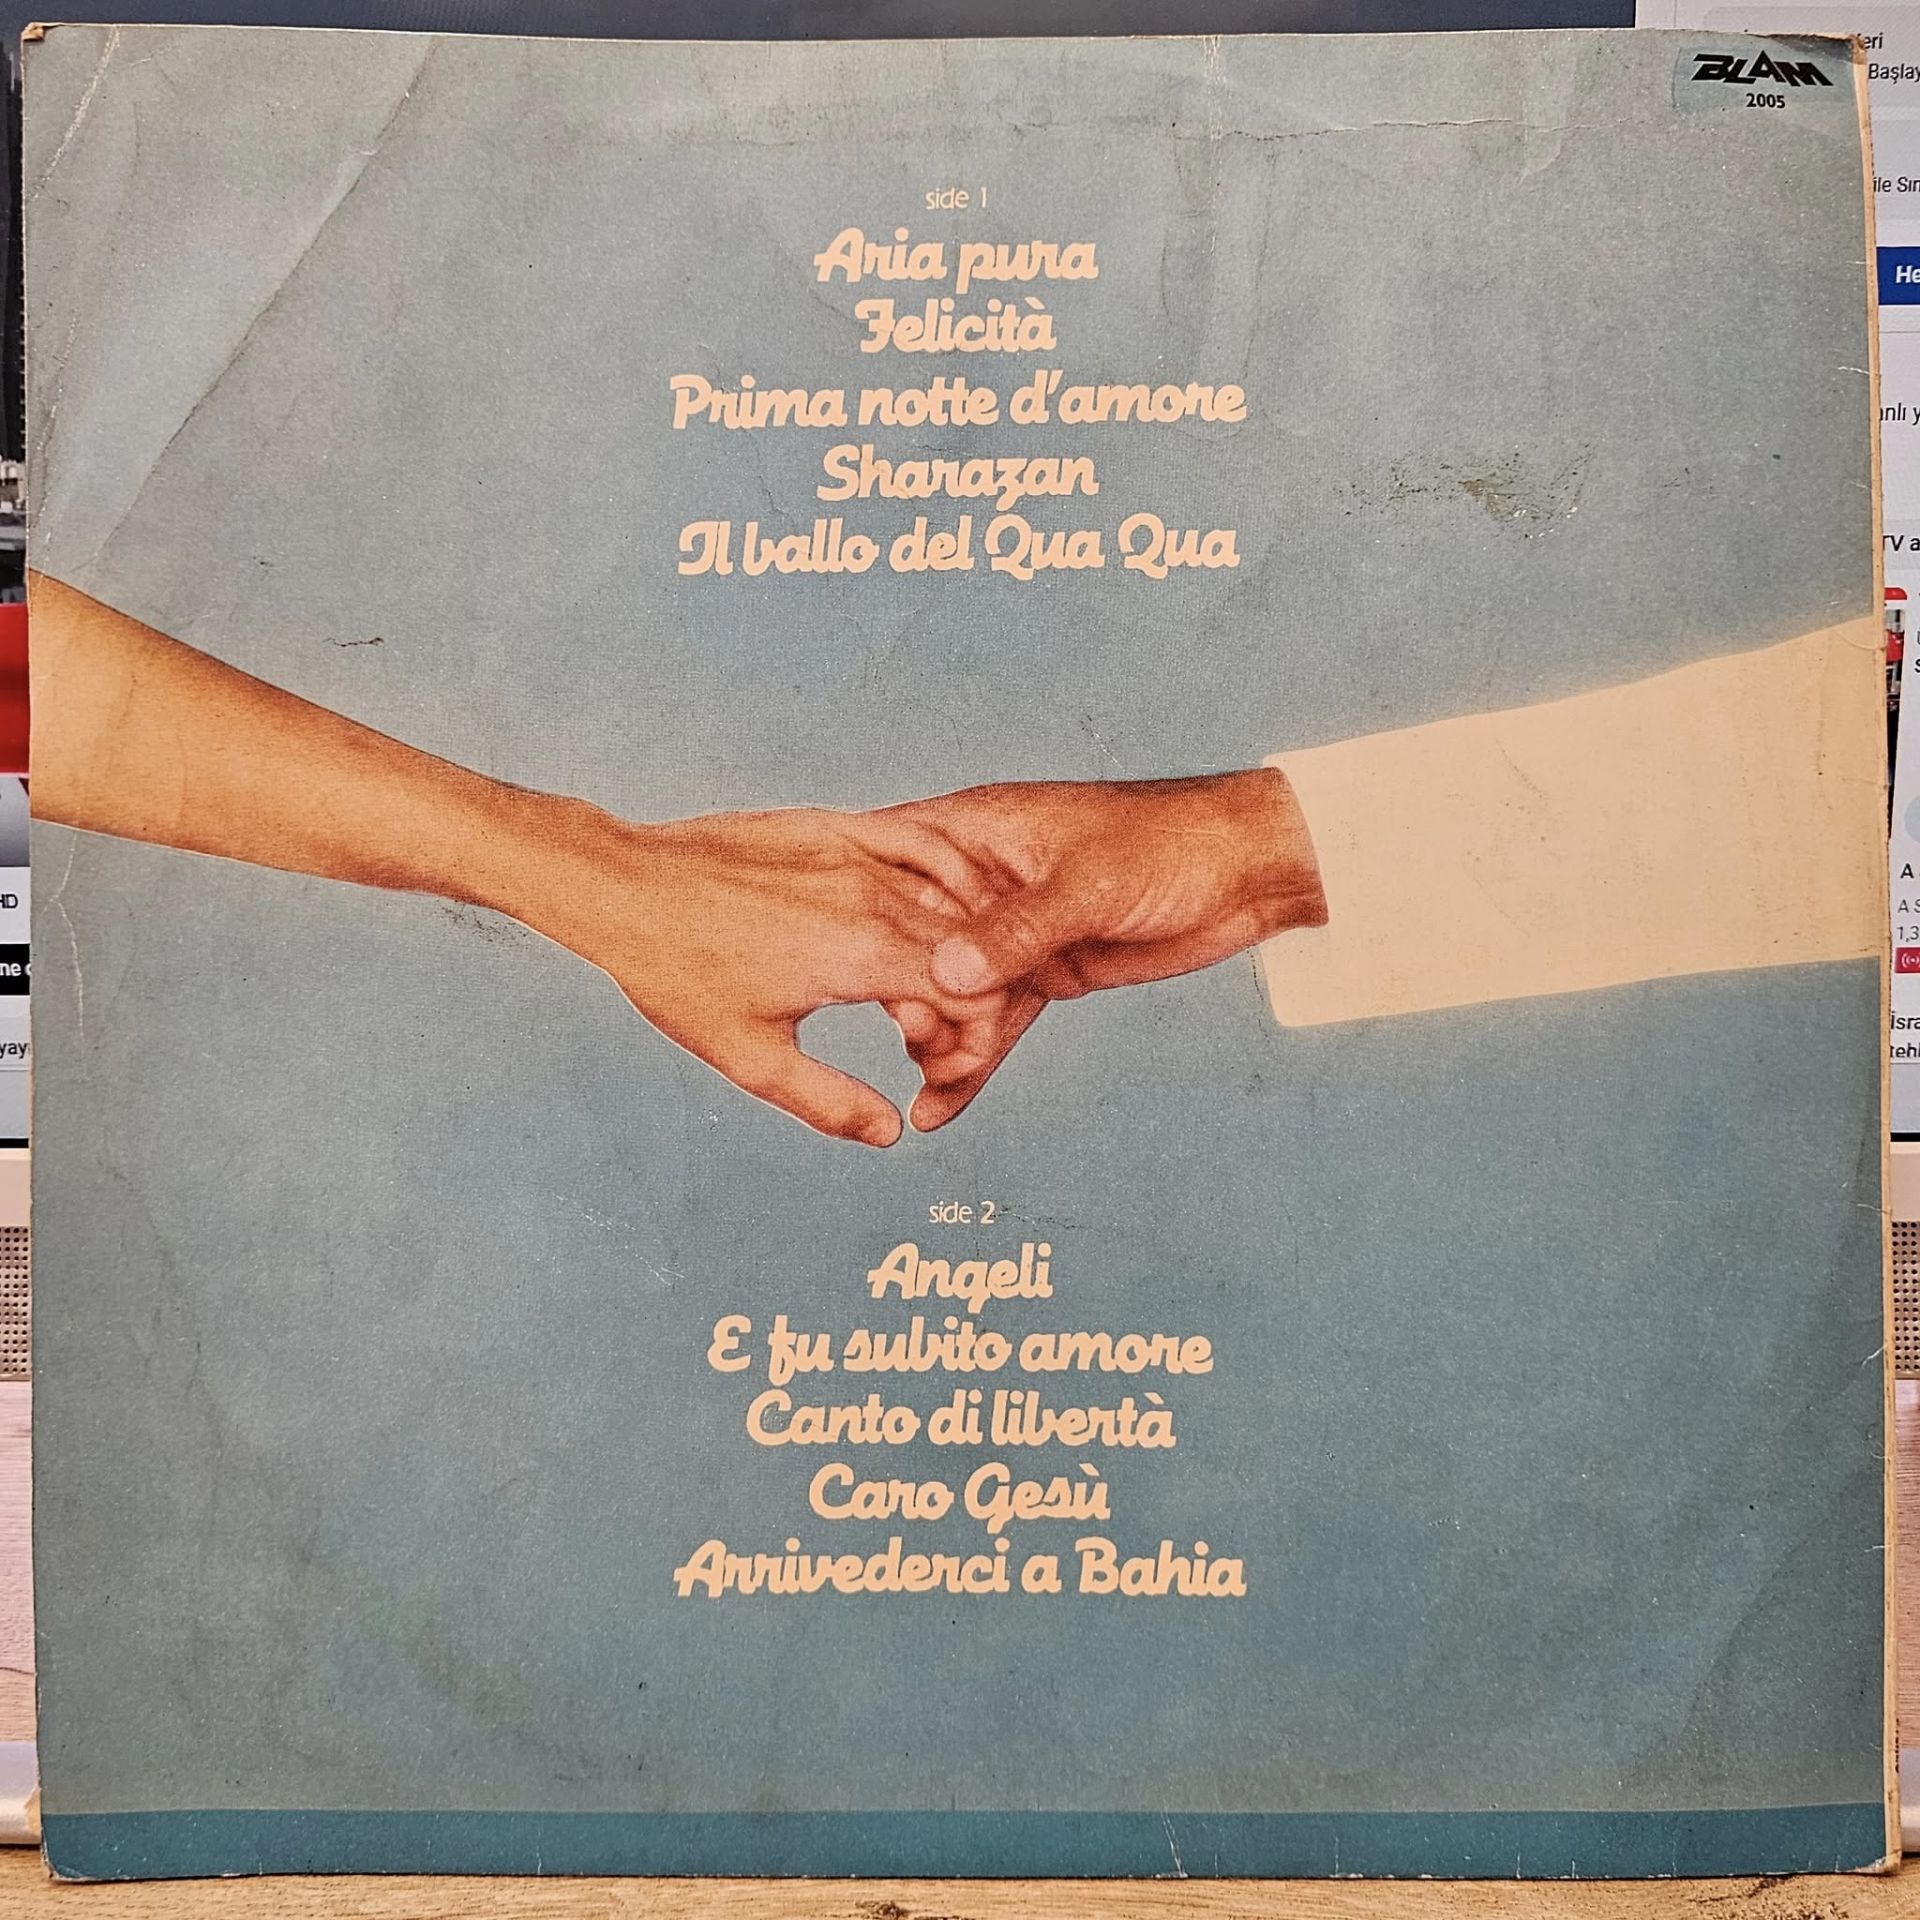 BLAM
2005
side 1
Aria pura
Felicità
Prima notte d'amore
Sharazan
Il ballo del Qua Qua
side 2
Angeli
E fu subito amore
Canto di libertà
Caro Gesù
Arrivederci a Bahia